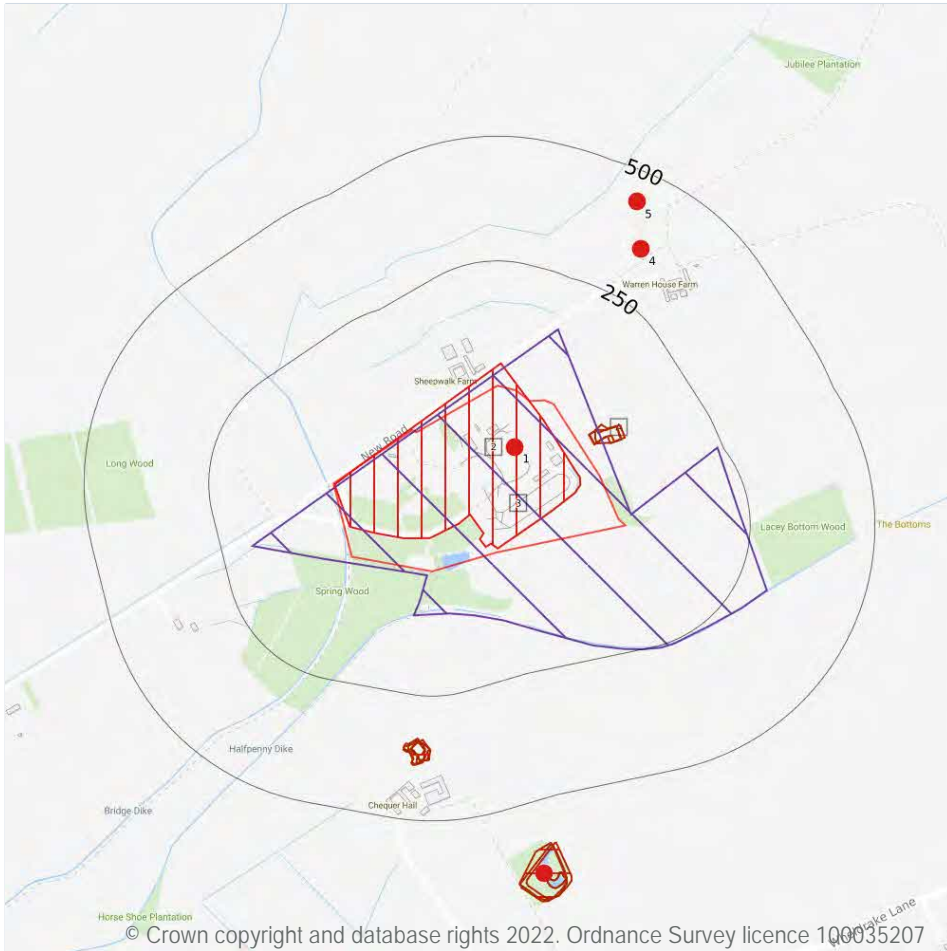 Jubilee Plantation
500
5
4
Warren House Farm
250
Sheepwalk Farm
New Road
2
1
3
Long Wood
Lacey Bottom Wood
The Bottoms
Spring Wood
Halfpenny Dike
Chequer Hall
Bridge Dike
Horse Shoe Plantation
Lane
© Crown copyright and database rights 2022. Ordnance Survey licence 100035207